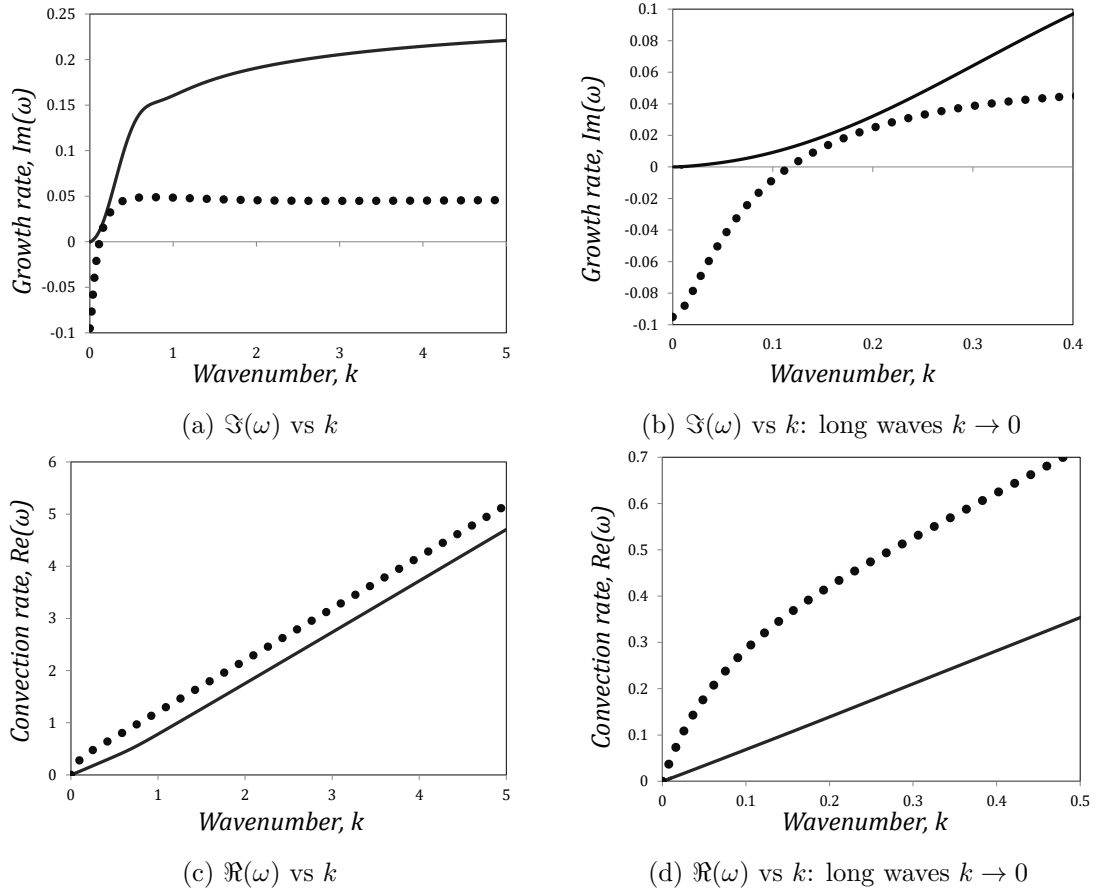 0.25
0.2
0.15
0.1
0.05
0
-0.05
-0.1
0 1 2 3 4 5
Growth rate, Im(ω)
Wavenumber, k
(a) ℑ(ω) vs k
0.1
0.08
0.06
0.04
0.02
0
-0.02
-0.04
-0.06
-0.08
-0.1
0 0.1 0.2 0.3 0.4
Growth rate, Im(ω)
Wavenumber, k
(b) ℑ(ω) vs k: long waves k → 0
6
5
4
3
2
1
0
0 1 2 3 4 5
Convection rate, Re(ω)
Wavenumber, k
(c) ℜ(ω) vs k
0.7
0.6
0.5
0.4
0.3
0.2
0.1
0
0 0.1 0.2 0.3 0.4 0.5
Convection rate, Re(ω)
Wavenumber, k
(d) ℜ(ω) vs k: long waves k → 0